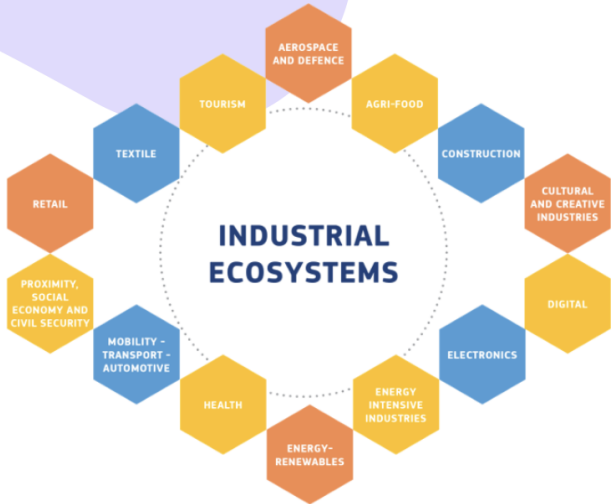 AEROSPACE
AND DEFENCE
TOURISM
AGRI-FOOD
TEXTILE
CONSTRUCTION
RETAIL
CULTURAL
AND CREATIVE
INDUSTRIES
INDUSTRIAL
ECOSYSTEMS
PROXIMITY,
SOCIAL
ECONOMY AND
CIVIL SECURITY
DIGITAL
MOBILITY -
TRANSPORT -
AUTOMOTIVE
ELECTRONICS
HEALTH
ENERGY
INTENSIVE
INDUSTRIES
ENERGY-
RENEWABLES